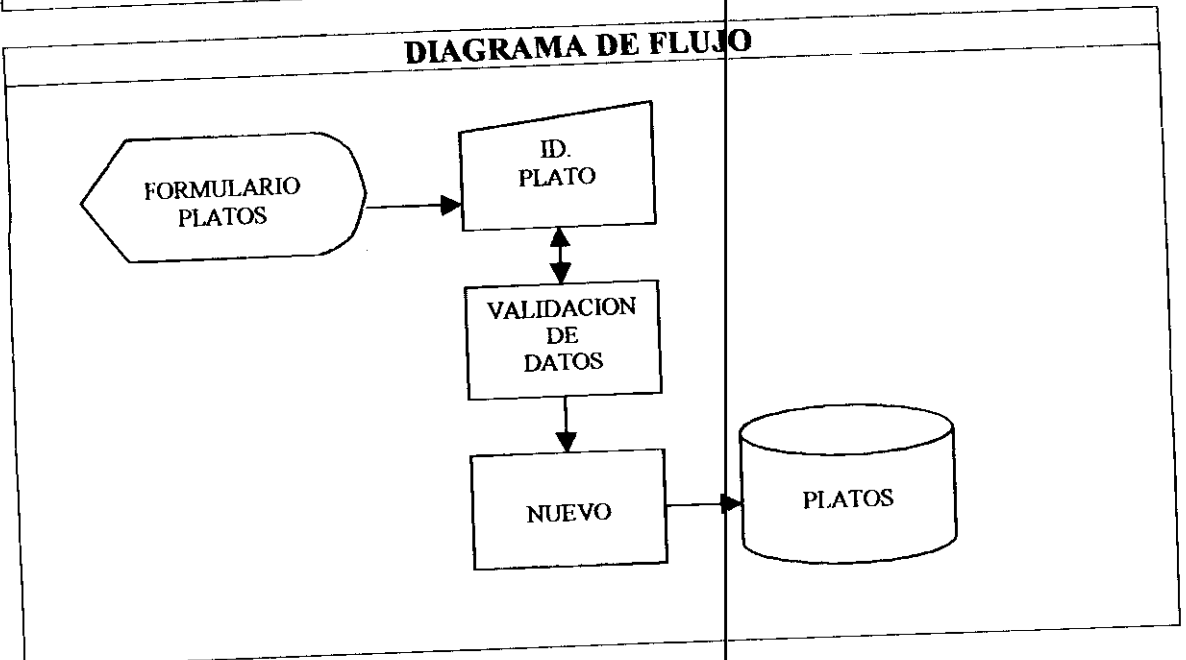 DIAGRAMA DE FLUJO
FORMULARIO
PLATOS
ID.
PLATO
VALIDACION
DE
DATOS
NUEVO
PLATOS